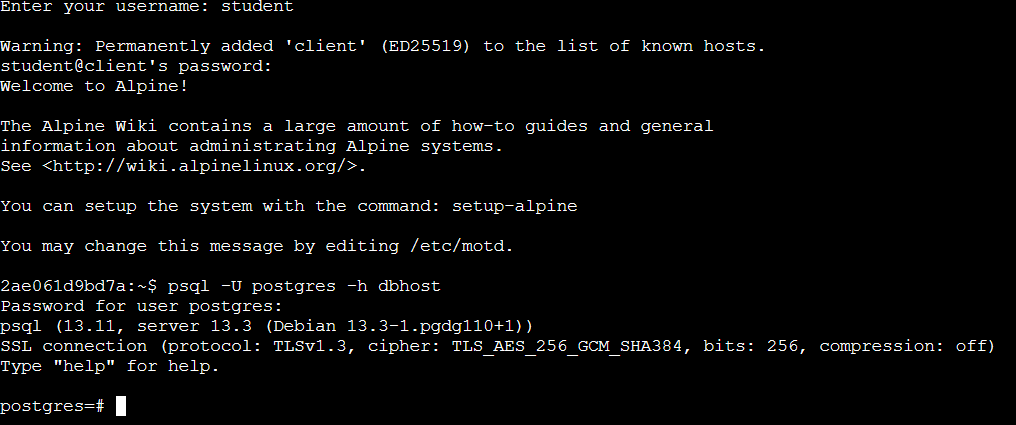 Enter your username: student
Warning: Permanently added 'client' (ED25519) to the list of known hosts.
student@client's password:
Welcome to Alpine!
The Alpine Wiki contains a large amount of how-to guides and general
information about administrating Alpine systems.
See <http://wiki.alpinelinux.org/>.
You can setup the system with the command: setup-alpine
You may change this message by editing /etc/motd.
2ae061d9bd7a:~$ psql -U postgres -h dbhost
Password for user postgres:
psql (13.11, server 13.3 (Debian 13.3-1.pgdg110+1))
SSL connection (protocol: TLSv1.3, cipher: TLS_AES_256_GCM_SHA384, bits: 256, compression: off)
Type "help" for help.
postgres=#